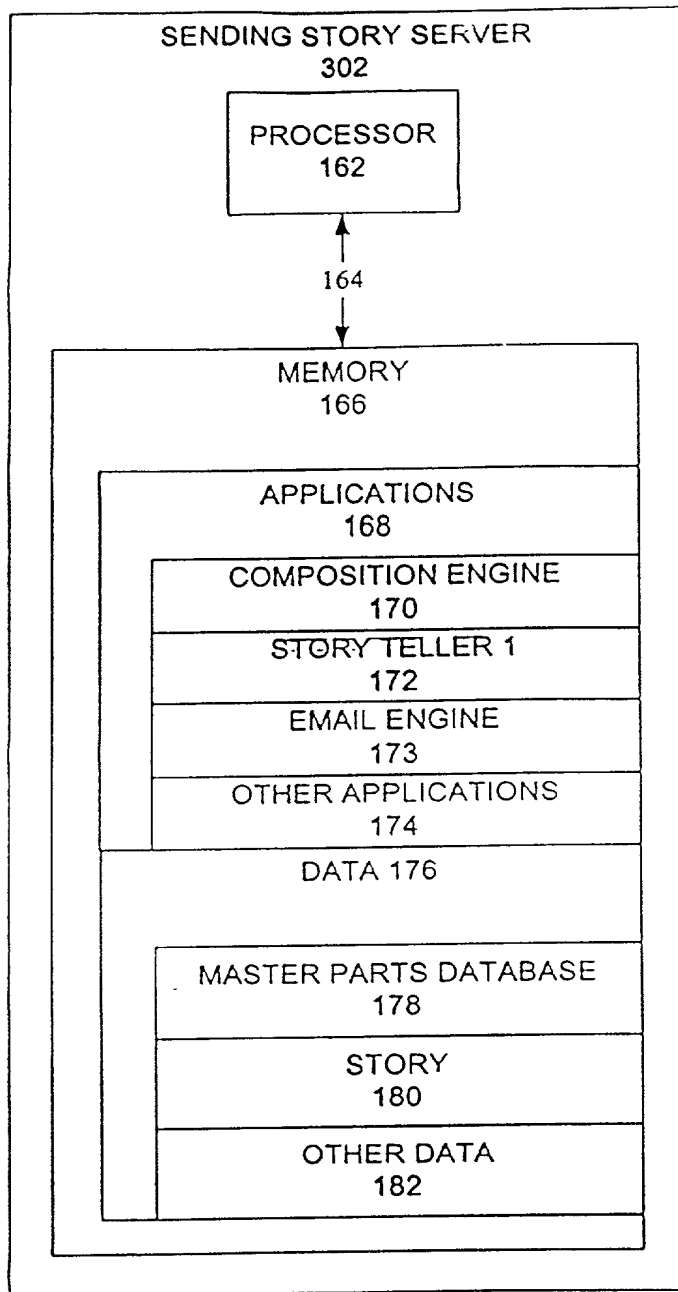 SENDING STORY SERVER
302
PROCESSOR
162
164
MEMORY
166
APPLICATIONS
168
COMPOSITION ENGINE
170
STORY TELLER 1
172
EMAIL ENGINE
173
OTHER APPLICATIONS
174
DATA 176
MASTER PARTS DATABASE
178
STORY
180
OTHER DATA
182